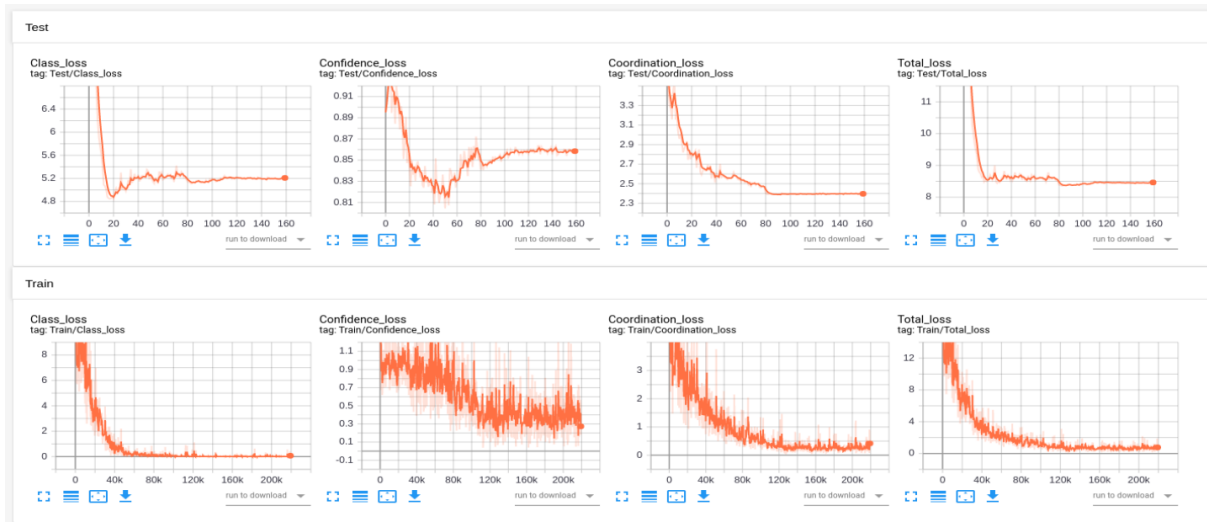 Test
Class_loss Confidence_loss Coordination_loss Total_loss
tag: Test/Class_loss tag: Test/Confidence_loss tag: Test/Coordination_loss tag: Test/Total_loss
6.4
6
5.6
5.2
4.8
0 20 40 60 80 100 120 140 160
0.91
0.89
0.87
0.85
0.83
0.81
0 20 40 60 80 100 120 140 160
3.3
3.1
2.9
2.7
2.5
2.3
0 20 40 60 80 100 120 140 160
11
10
9
8
0 20 40 60 80 100 120 140 160
run to download run to download run to download run to download
Train
Class_loss Confidence_loss Coordination_loss Total_loss
tag: Train/Class_loss tag: Train/Confidence_loss tag: Train/Coordination_loss tag: Train/Total_loss
8
6
4
2
0
0 40k 80k 120k 160k 200k
1.1
0.9
0.7
0.5
0.3
0.1
-0.1
0 40k 80k 120k 160k 200k
3
2
1
0
0 40k 80k 120k 160k 200k
12
8
4
0
0 40k 80k 120k 160k 200k
run to download run to download run to download run to download